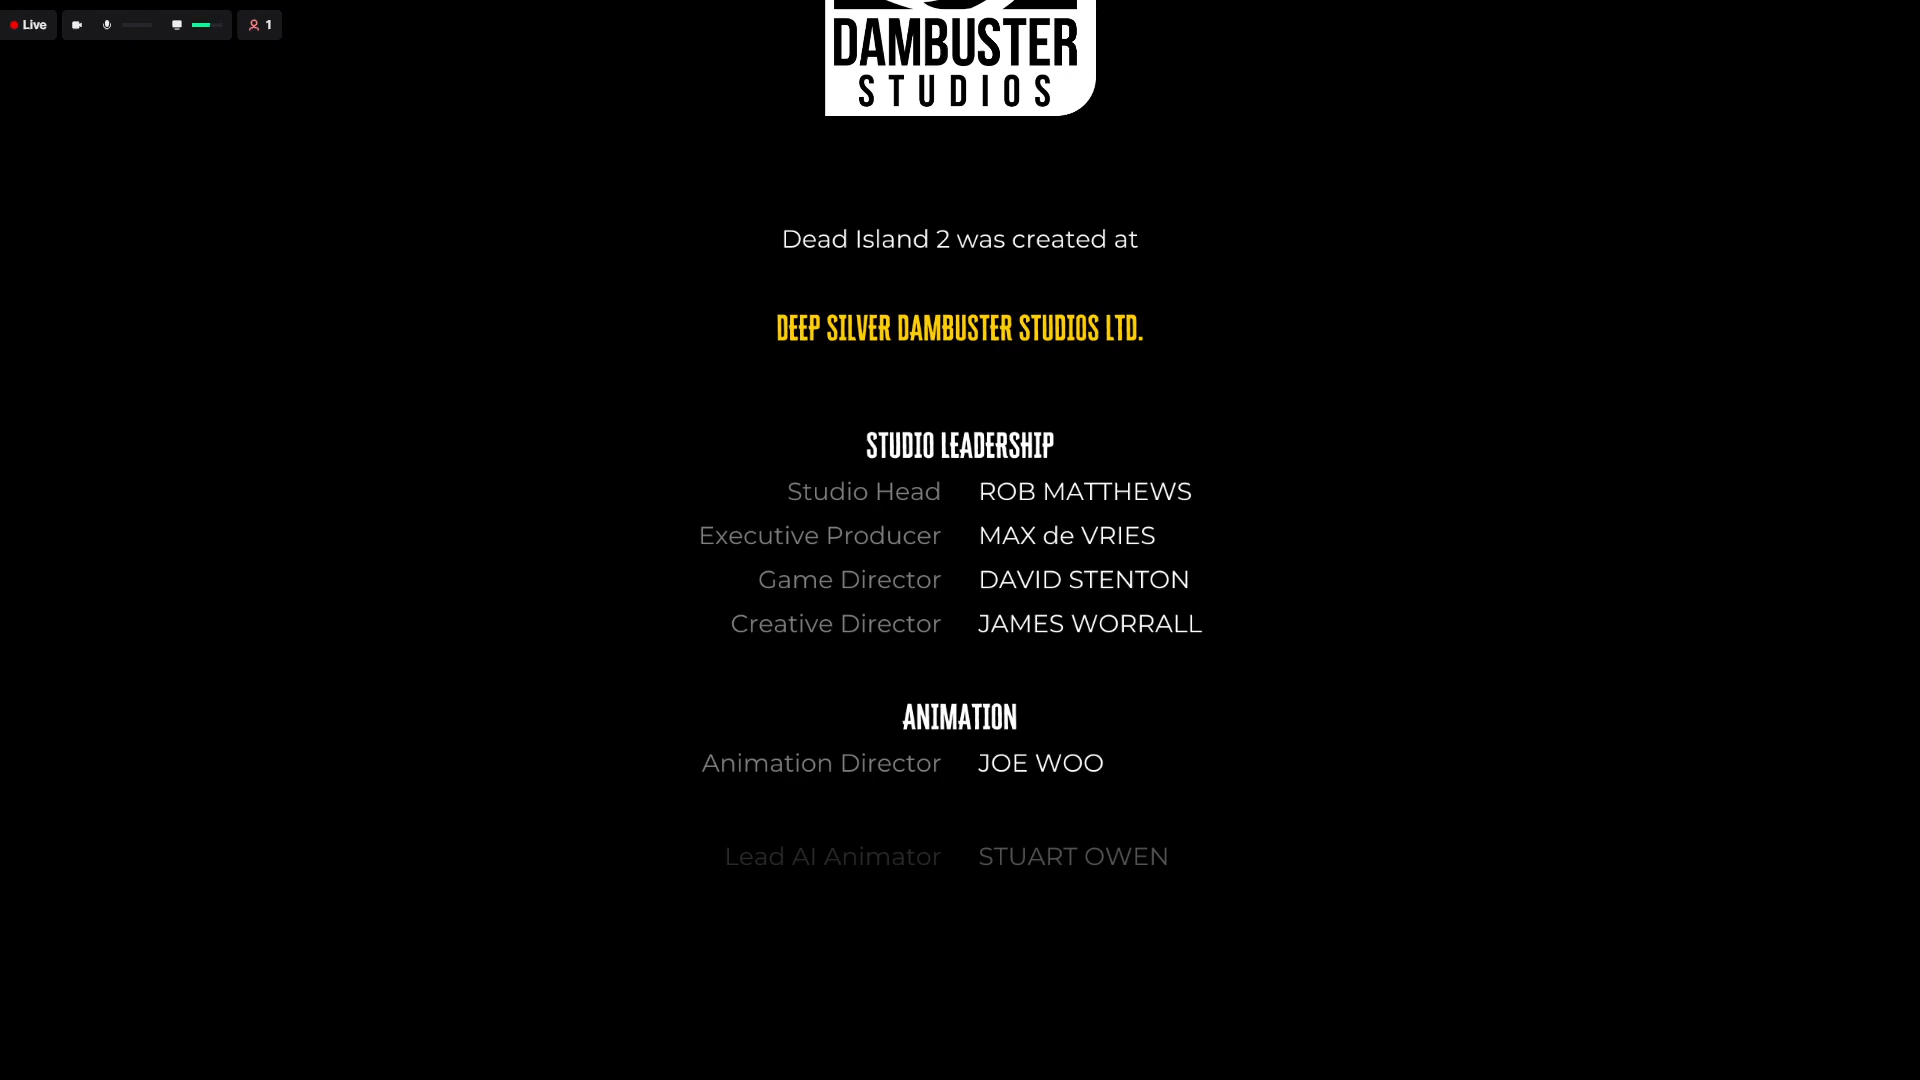 Live
1
DAMBUSTER
STUDIOS
Dead Island 2 was created at
DEEP SILVER DAMBUSTER STUDIOS LTD.
STUDIO LEADERSHIP
Studio Head ROB MATTHEWS
Executive Producer MAX de VRIES
Game Director DAVID STENTON
Creative Director JAMES WORRALL
ANIMATION
Animation Director JOE WOO
Lead AI Animator STUART OWEN